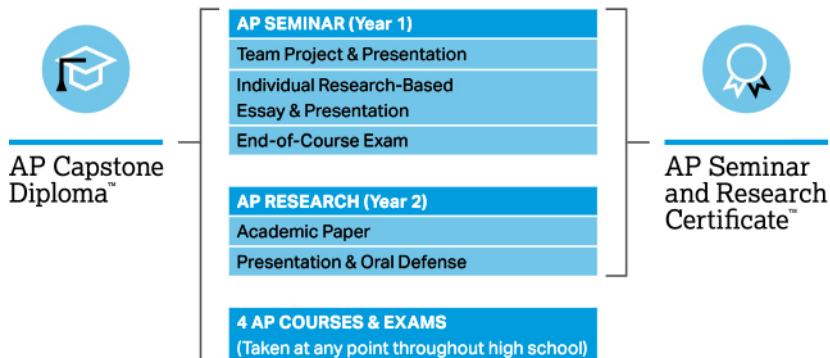 AP Capstone
Diploma™
AP SEMINAR (Year 1)
Team Project & Presentation
Individual Research-Based
Essay & Presentation
End-of-Course Exam
AP RESEARCH (Year 2)
Academic Paper
Presentation & Oral Defense
4 AP COURSES & EXAMS
(Taken at any point throughout high school)
AP Seminar
and Research
Certificate™